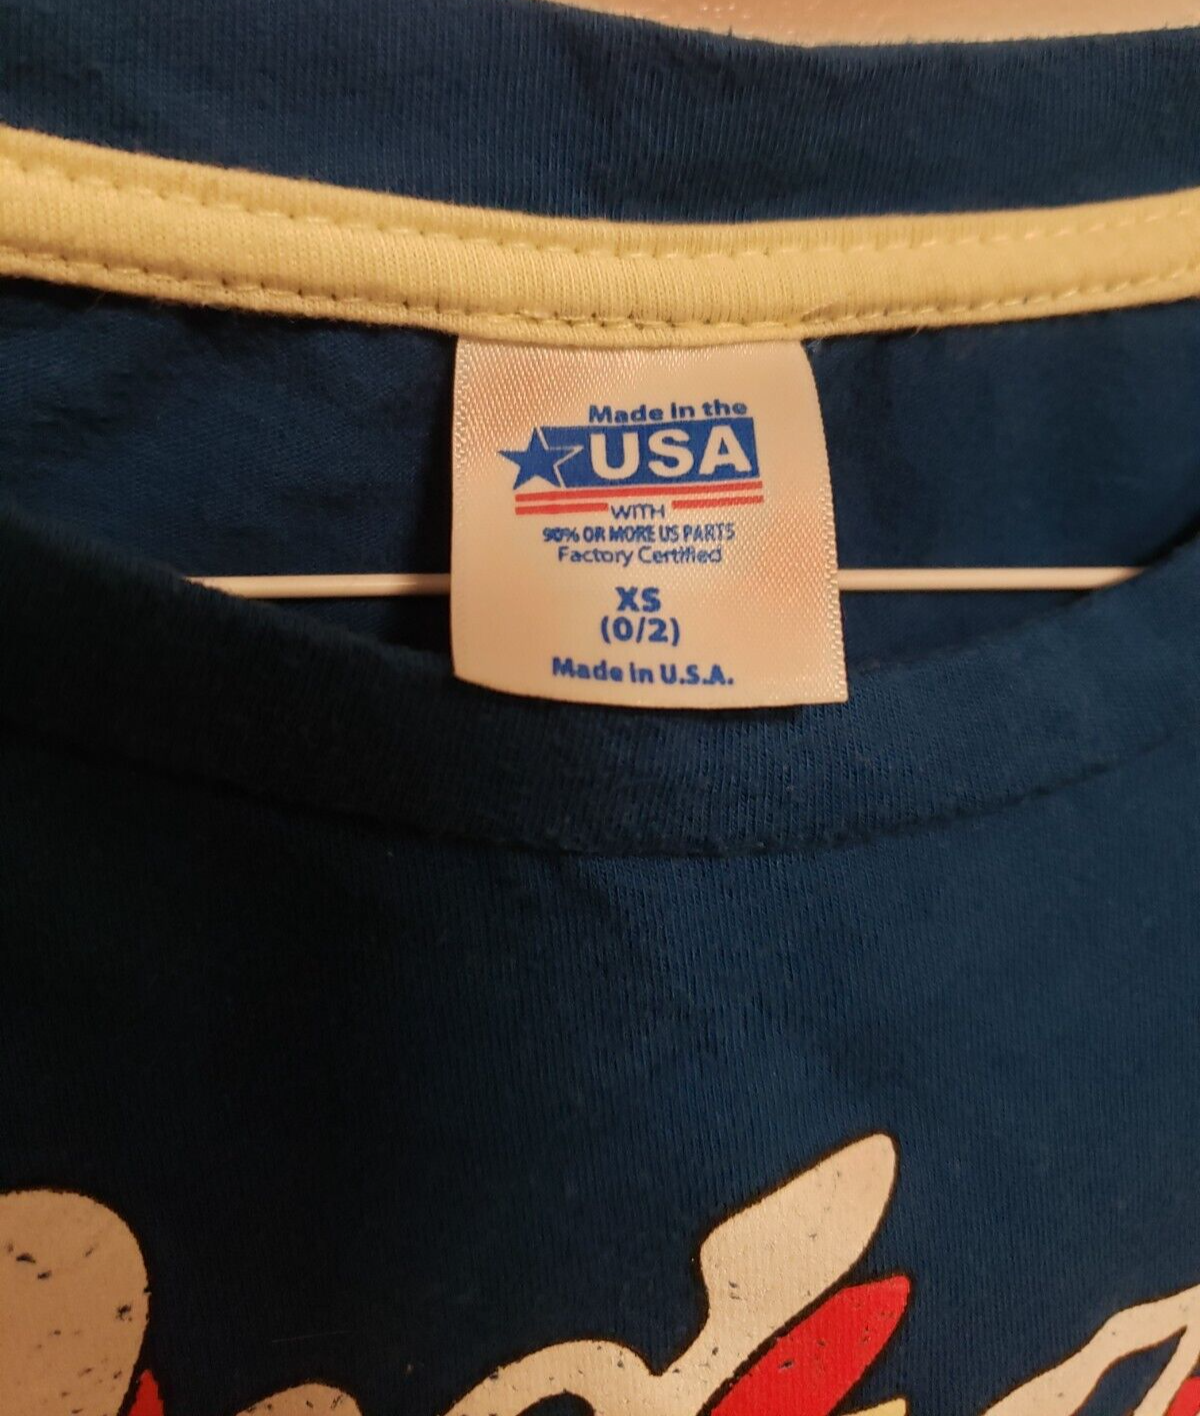 Made in the
USA
WITH
90% OR MORE US PARTS
Factory Certified
XS
(0/2)
Made in U.S.A.